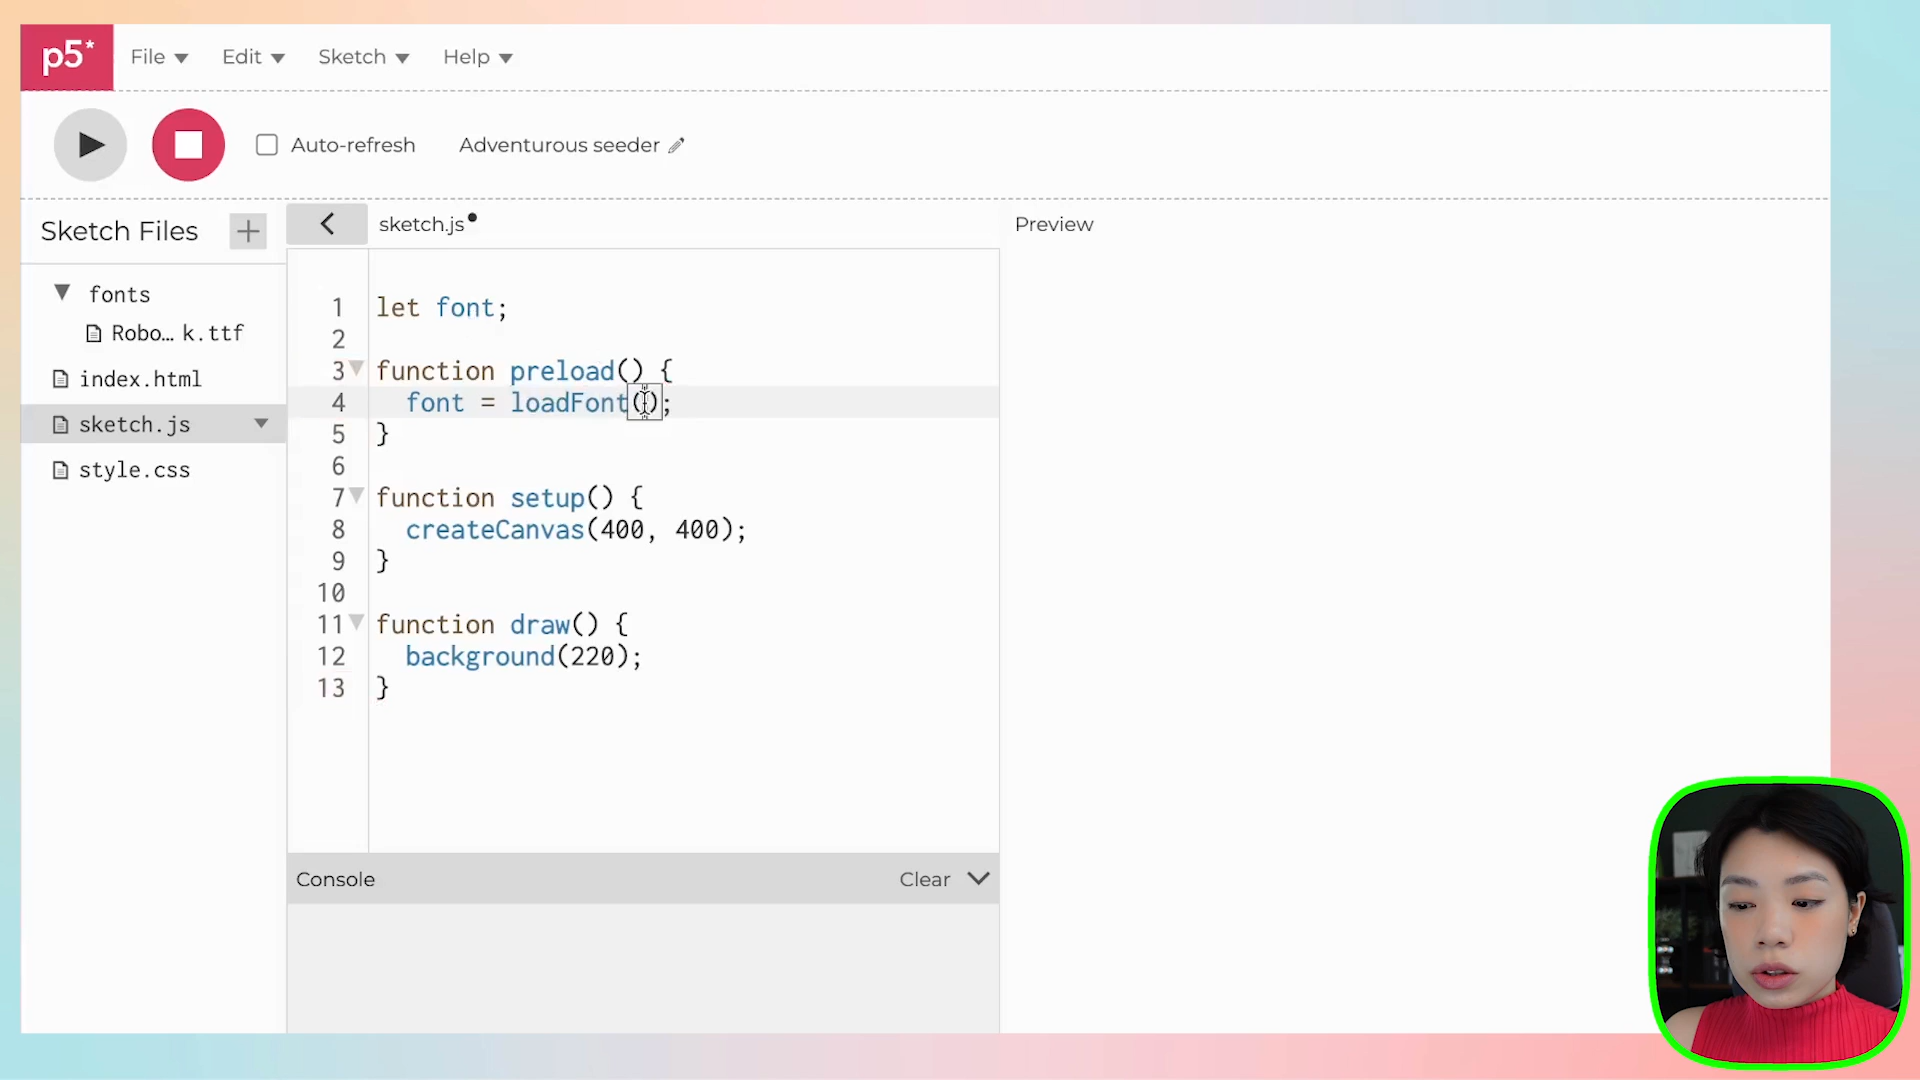 p5* File Edit Sketch Help
Auto-refresh Adventurous seeder
Sketch Files + sketch.js• Preview
fonts
Robo… k.ttf
index.html
sketch.js
style.css
1 let font;
2
3 function preload() {
4 font = loadFont();
5 }
6
7 function setup() {
8 createCanvas(400, 400);
9 }
10
11 function draw() {
12 background(220);
13 }
Console Clear